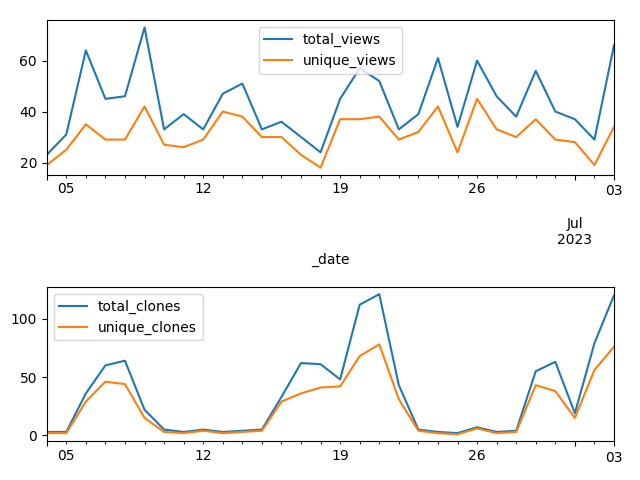 total_views
unique_views
60
40
20
05 12 19 26 03
Jul
2023
_date
total_clones
unique_clones
100
50
0
05 12 19 26 03